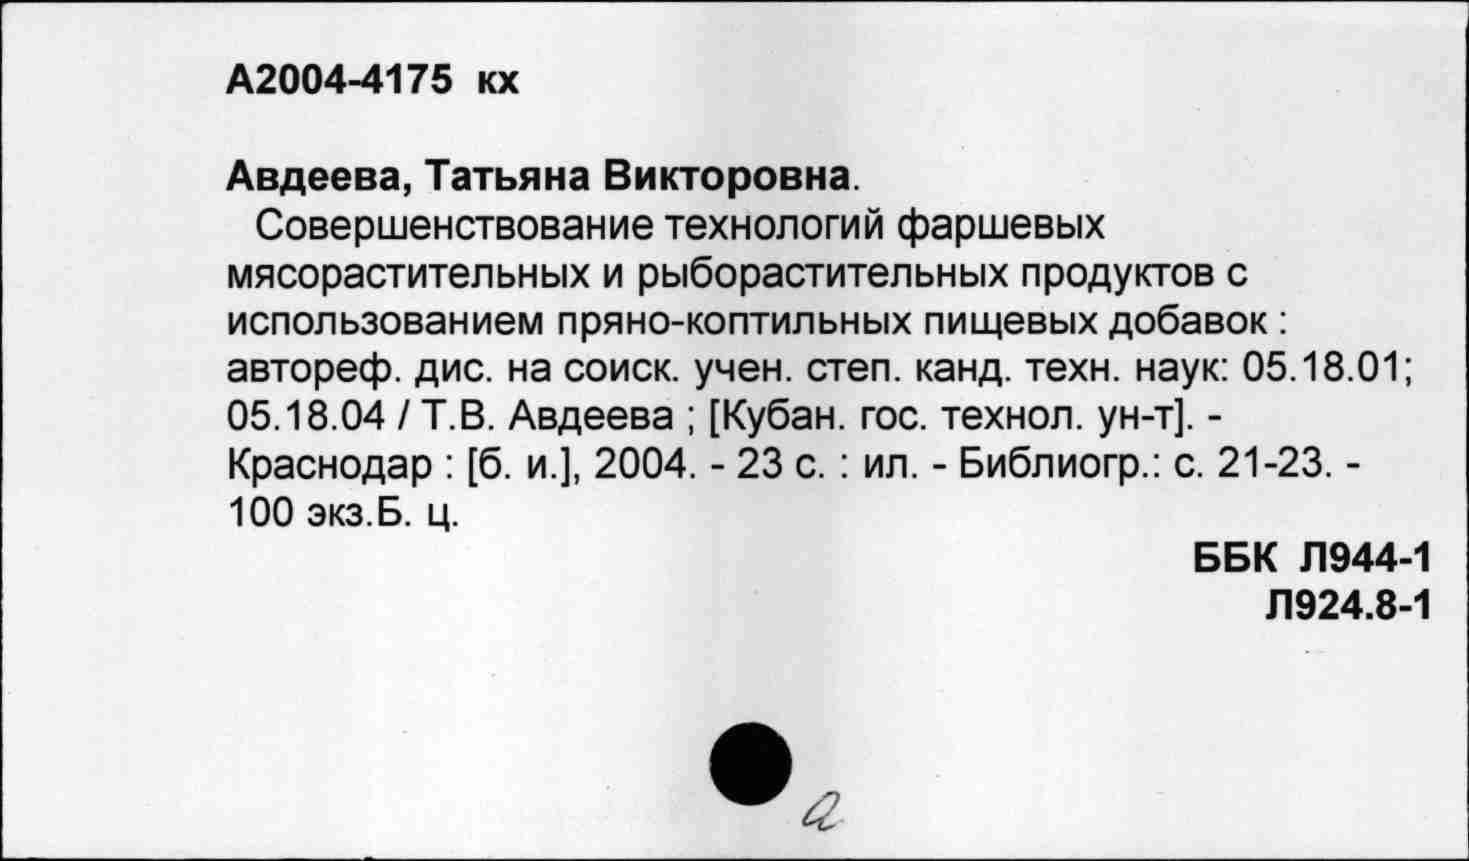 А2004-4175 кх
Авдеева, Татьяна Викторовна.
Совершенствование технологий фаршевых
мясорастительных и рыборастительных продуктов с
использованием пряно-коптильных пищевых добавок :
автореф. дис. на соиск. учен. степ. канд. техн. наук: 05.18.01;
05.18.04 / Т.В. Авдеева ; [Кубан. гос. технол. ун-т]. -
Краснодар : [б. и.], 2004. - 23 с. : ил. - Библиогр.: с. 21-23. -
100 экз.Б. ц.
ББК Л944-1
Л924.8-1
а